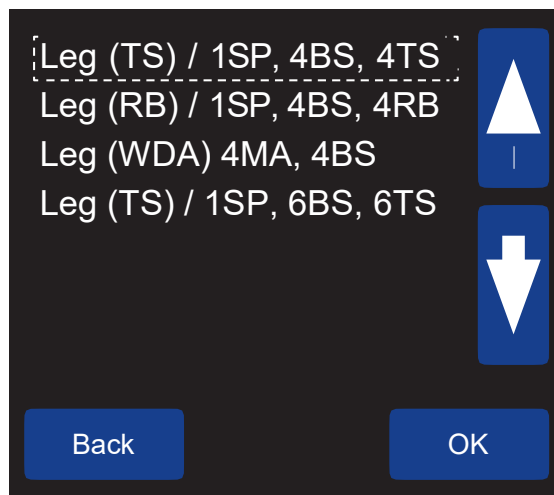 Leg (TS) / 1SP, 4BS, 4TS
Leg (RB) / 1SP, 4BS, 4RB
Leg (WDA) 4MA, 4BS
Leg (TS) / 1SP, 6BS, 6TS
Back
OK